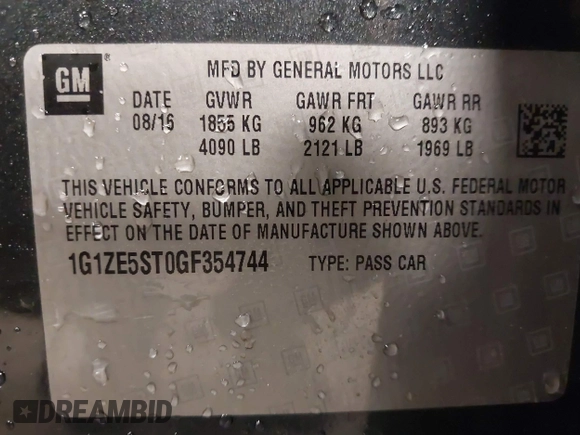 GM
MFD BY GENERAL MOTORS LLC
DATE GVWR GAWR FRT GAWR RR
08/15 1855 KG 962 KG 893 KG
4090 LB 2121 LB 1969 LB
THIS VEHICLE CONFORMS TO ALL APPLICABLE U.S. FEDERAL MOTOR
VEHICLE SAFETY, BUMPER, AND THEFT PREVENTION STANDARDS IN
EFFECT ON THE DATE OF MANUFACTURE SHOWN ABOVE.
1G1ZE5ST0GF354744 TYPE: PASS CAR
DREAMBID